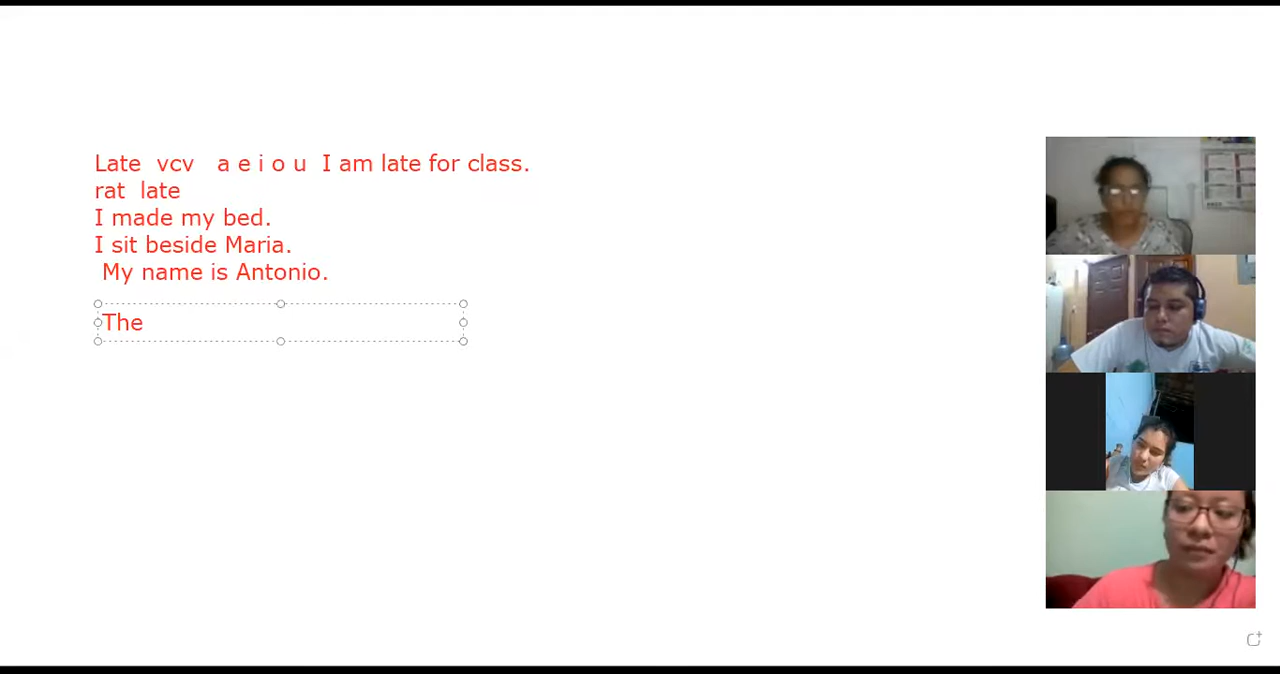 Late vcv a e i o u I am late for class.
rat late
I made my bed.
I sit beside Maria.
My name is Antonio.
The